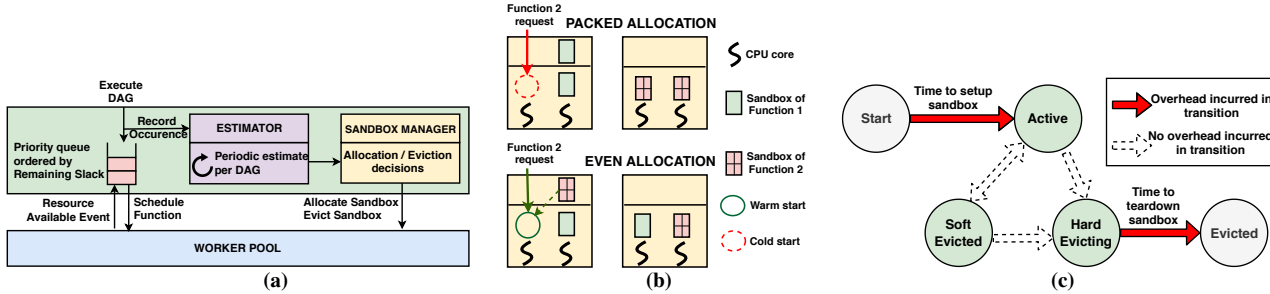 Execute
DAG
Record
Occurence
Priority queue
ordered by
Remaining Slack
ESTIMATOR
Periodic estimate
per DAG
SANDBOX MANAGER
Allocation / Eviction
decisions
Resource
Available Event
Schedule
Function
Allocate Sandbox
Evict Sandbox
WORKER POOL
(a)
Function 2
request
PACKED ALLOCATION
CPU core
Sandbox of
Function 1
Function 2
request
EVEN ALLOCATION
Sandbox of
Function 2
Warm start
Cold start
(b)
Start
Time to setup
sandbox
Active
Overhead incurred in
transition
No overhead incurred
in transition
Soft
Evicted
Hard
Evicting
Time to
teardown
sandbox
Evicted
(c)